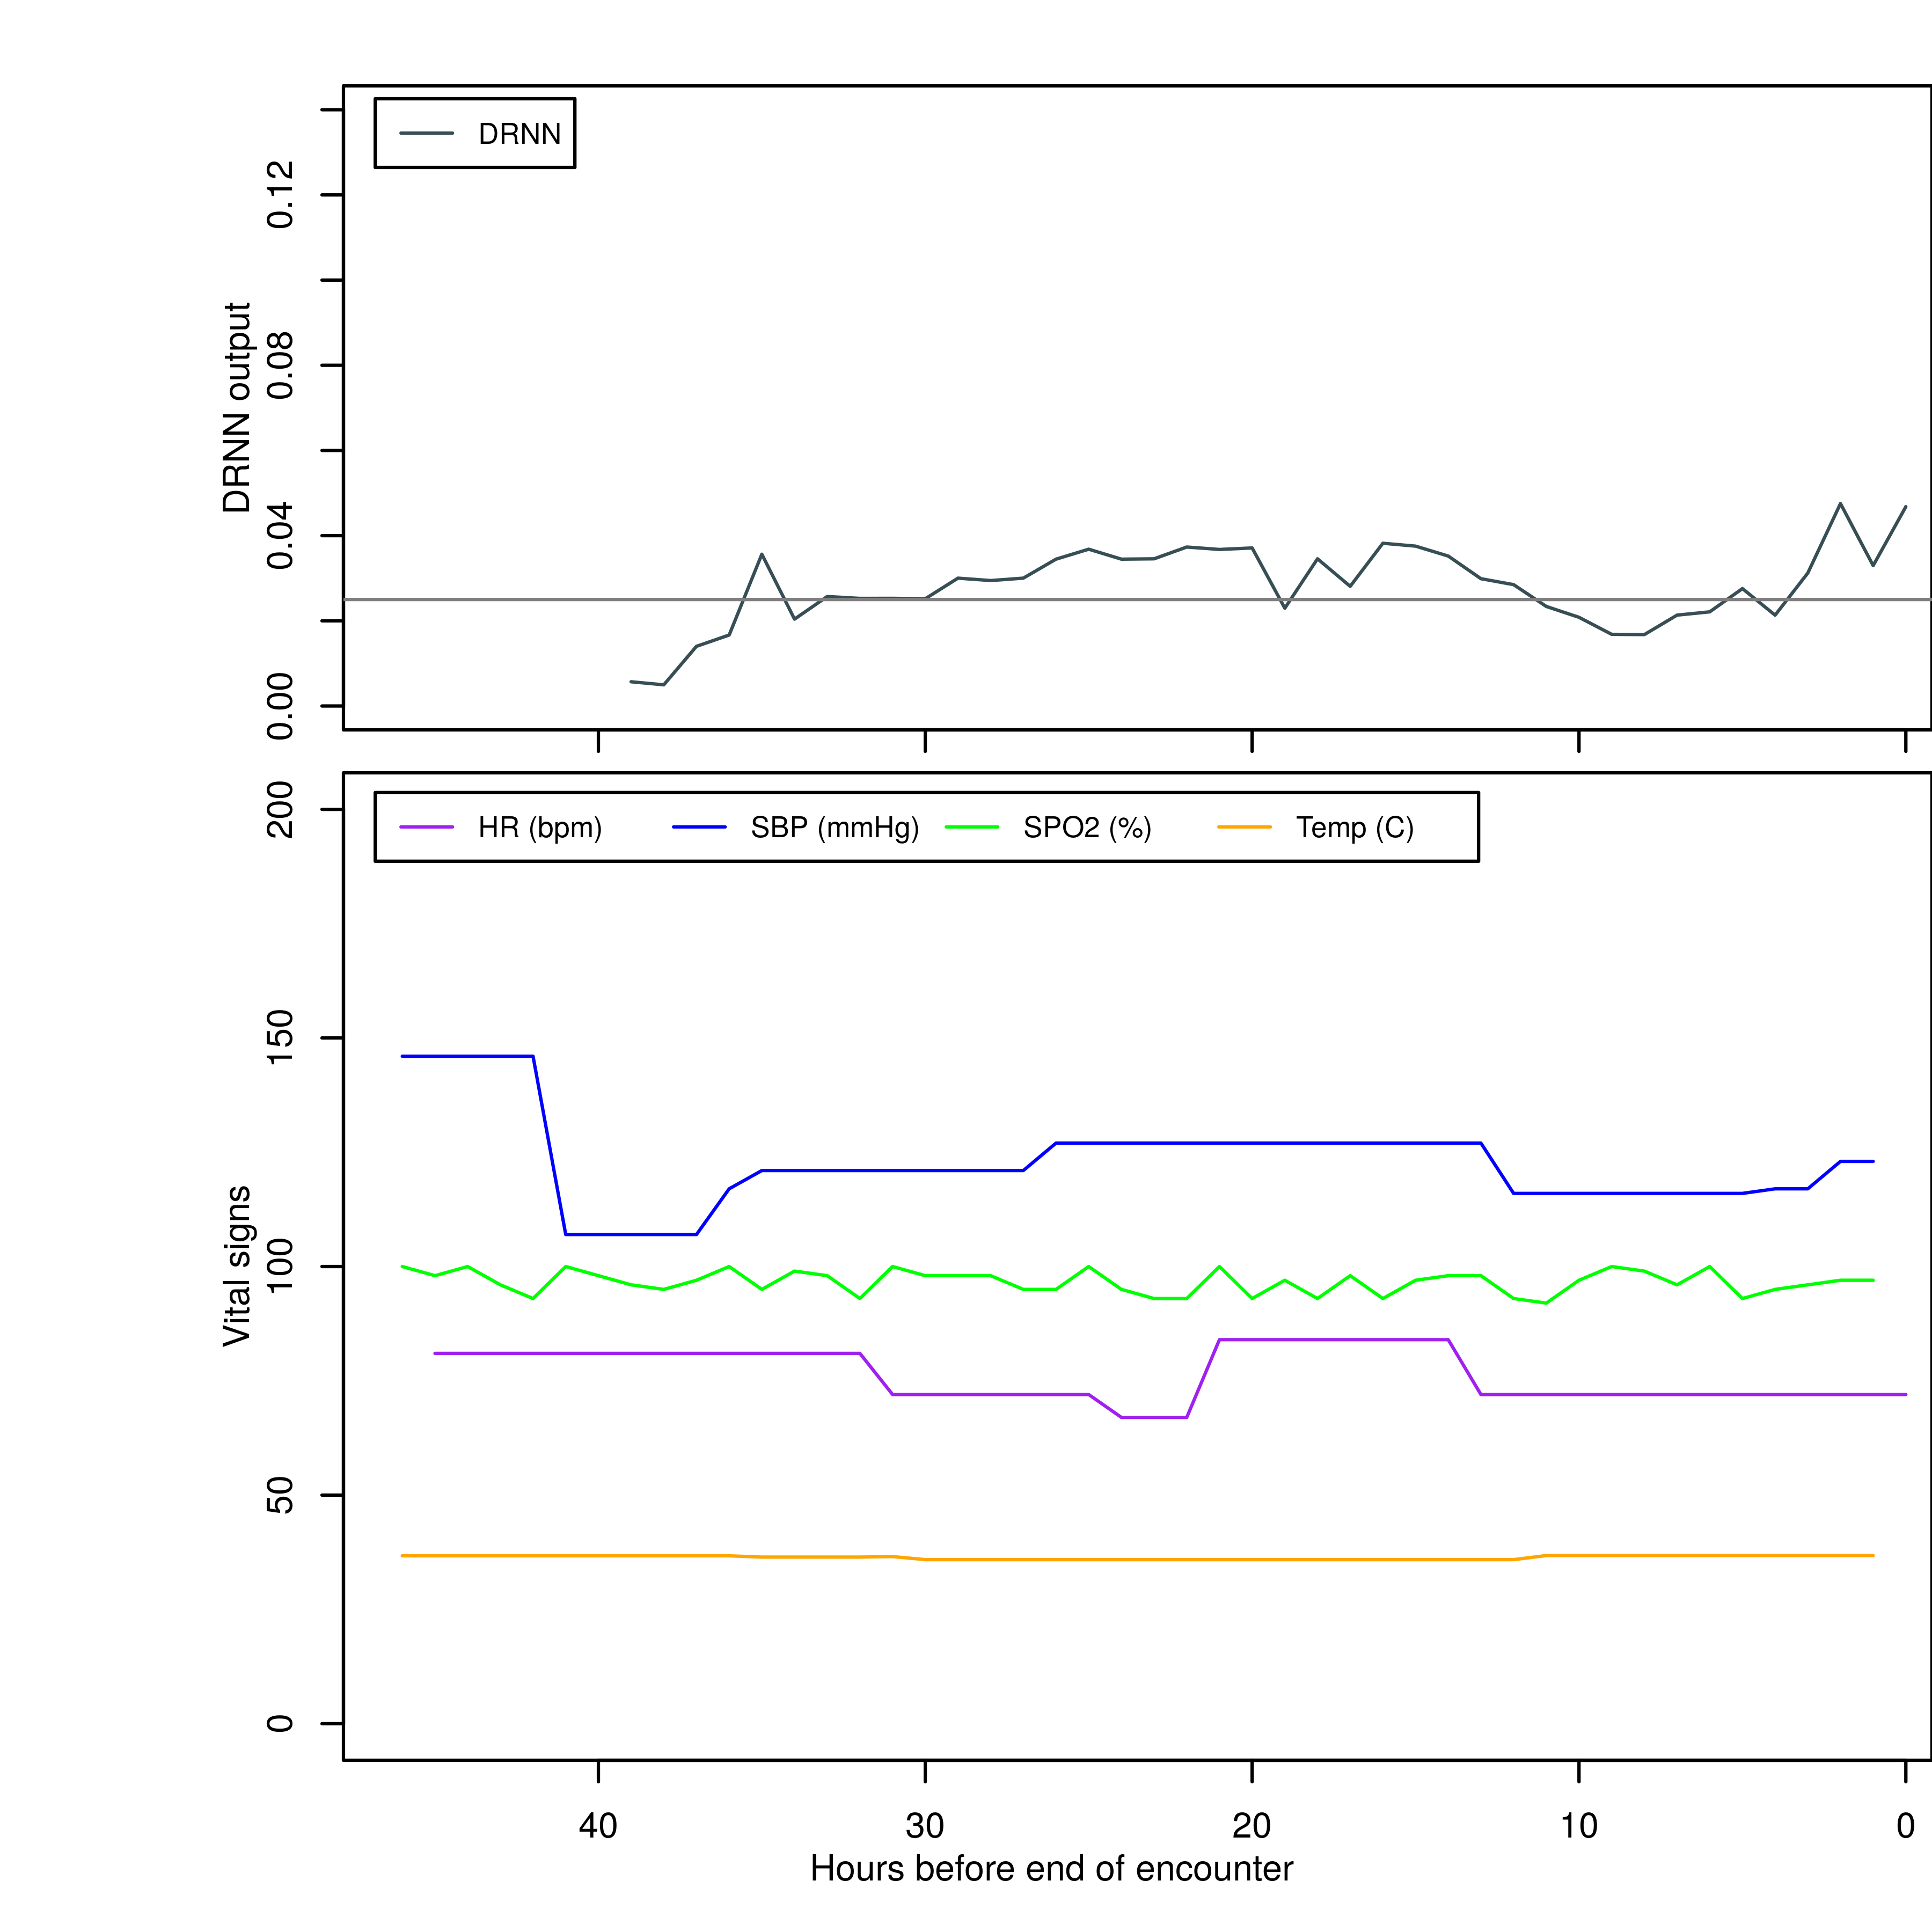 DRNN
DRNN output
0.12
0.08
0.04
0.00
HR (bpm) SBP (mmHg) SPO2 (%) Temp (C)
Vital signs
200
150
100
50
0
40 30 20 10 0
Hours before end of encounter